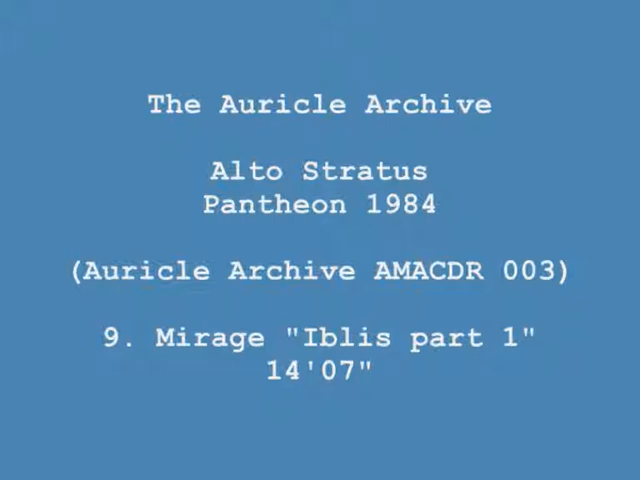 The Auricle Archive
Alto Stratus
Pantheon 1984
(Auricle Archive AMACDR 003)
9. Mirage "Iblis part 1"
14'07"